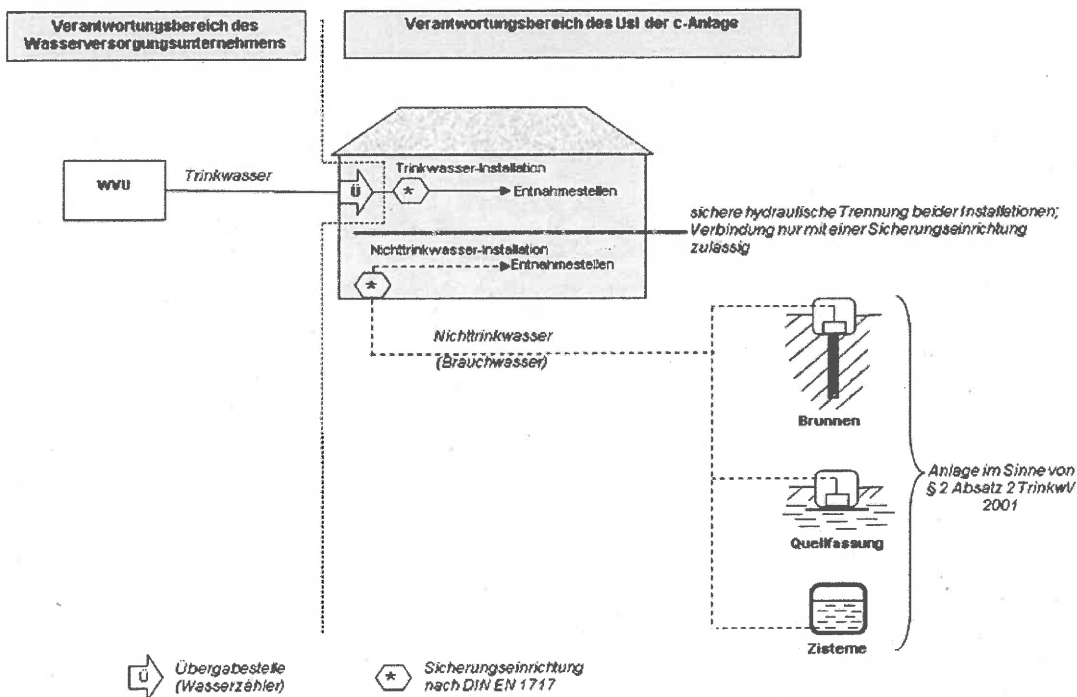 Verantwortungsbereich des
Wasserversorgungsunternehmens
Verantwortungsbereich des UsI der c-Anlage
WVU
Trinkwasser
Ü
Trinkwasser-Installation
*
Entnahmestellen
sichere hydraulische Trennung beider Installetionen;
Verbindung nur mit einer Sicherungseinrichtung
zulässig
Nichttrinkwasser-Installation
Entnahmestellen
*
Nichttrinkwasser
(Brauchwasser)
Brunnen
Anlage im Sinne von
§ 2 Absatz 2 TrinkwV
2001
Quellfassung
Zisterne
Ü
Übergabestelle
(Wasserzähler)
*
Sicherungseinrichtung
nach DIN EN 1717